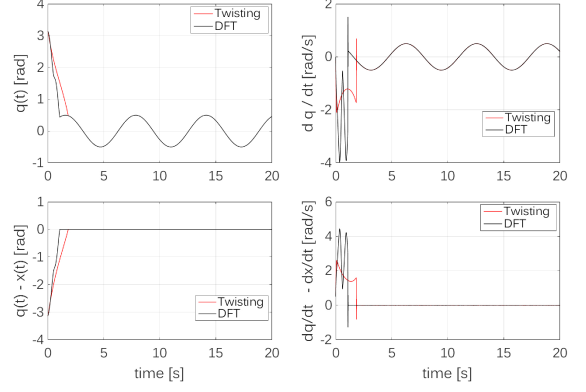 4
3
2
1
0
-1
q(t) [rad]
Twisting
DFT
0 5 10 15 20
2
0
-2
-4
d q / dt [rad/s]
Twisting
DFT
0 5 10 15 20
1
0
-1
-2
-3
-4
q(t) - x(t) [rad]
Twisting
DFT
0 5 10 15 20
time [s]
6
4
2
0
-2
dq/dt - dx/dt [rad/s]
Twisting
DFT
0 5 10 15 20
time [s]